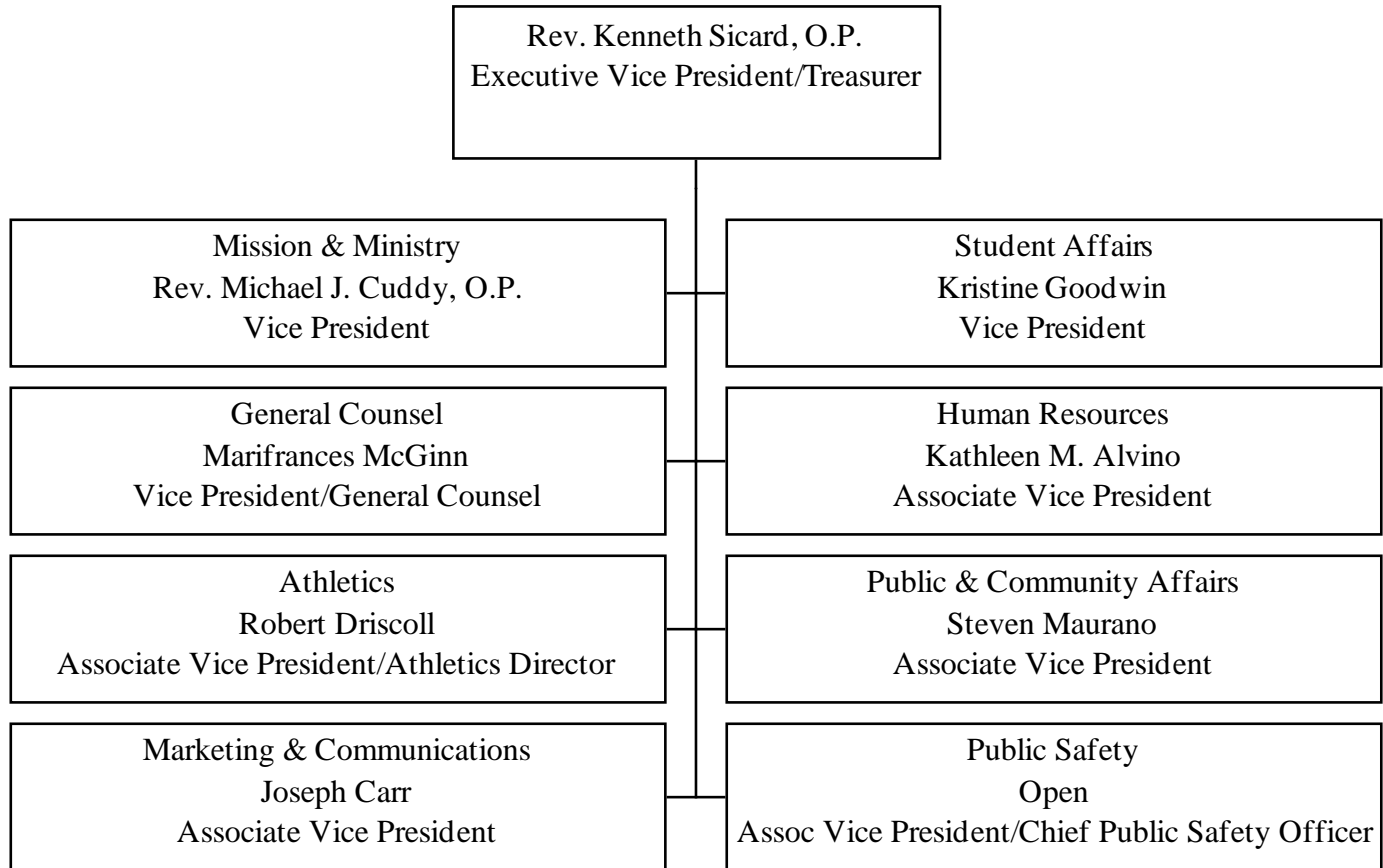 Rev. Kenneth Sicard, O.P.
Executive Vice President/Treasurer
Mission & Ministry
Rev. Michael J. Cuddy, O.P.
Vice President
Student Affairs
Kristine Goodwin
Vice President
General Counsel
Marifrances McGinn
Vice President/General Counsel
Human Resources
Kathleen M. Alvino
Associate Vice President
Athletics
Robert Driscoll
Associate Vice President/Athletics Director
Public & Community Affairs
Steven Maurano
Associate Vice President
Marketing & Communications
Joseph Carr
Associate Vice President
Public Safety
Open
Assoc Vice President/Chief Public Safety Officer